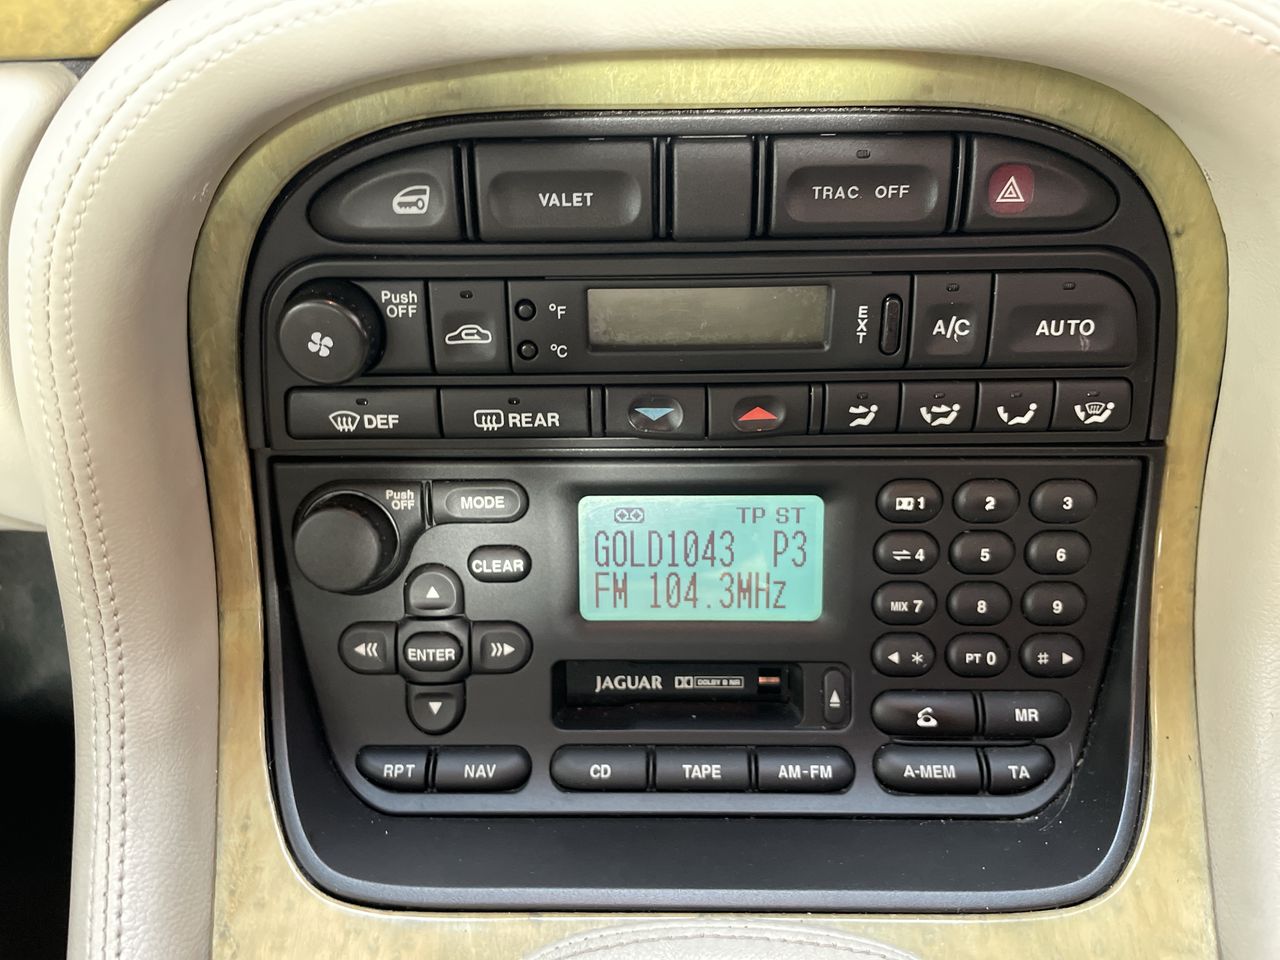 VALET
TRAC OFF
Push OFF
°F
°C
EXT
A/C
AUTO
DEF
REAR
Push OFF
MODE
CLEAR
ENTER
RPT
NAV
TP ST
GOLD1043 P3
FM 104.3MHz
JAGUAR DOLBY B NR
CD
TAPE
AM-FM
1
2
3
4
5
6
MIX 7
8
9
*
PT 0
#
MR
A-MEM
TA